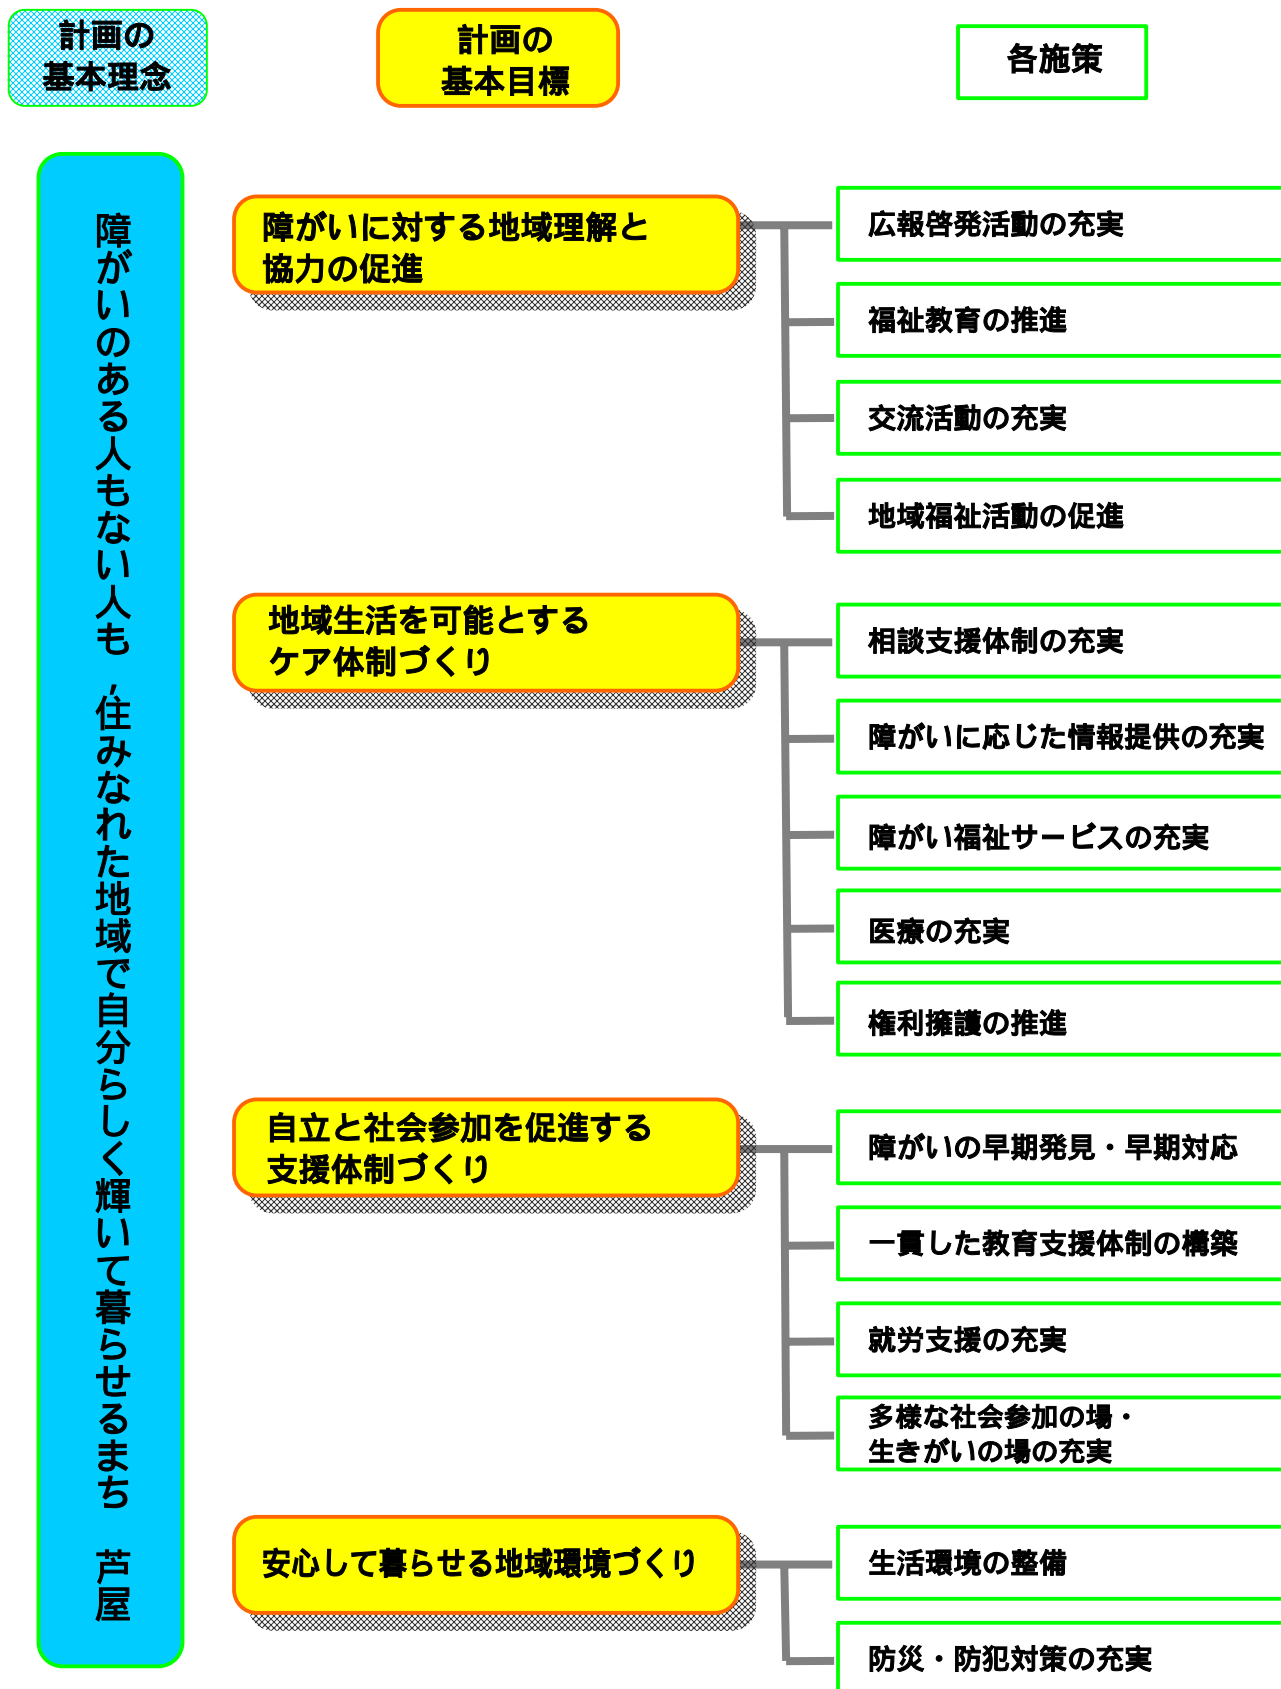 計画の
基本理念
計画の
基本目標
各施策
障がいのある人もない人も，住みなれた地域で自分らしく輝いて暮らせるまち　芦屋
障がいに対する地域理解と
協力の促進
広報啓発活動の充実
福祉教育の推進
交流活動の充実
地域福祉活動の促進
地域生活を可能とする
ケア体制づくり
相談支援体制の充実
障がいに応じた情報提供の充実
障がい福祉サービスの充実
医療の充実
権利擁護の推進
自立と社会参加を促進する
支援体制づくり
障がいの早期発見・早期対応
一貫した教育支援体制の構築
就労支援の充実
多様な社会参加の場・
生きがいの場の充実
安心して暮らせる地域環境づくり
生活環境の整備
防災・防犯対策の充実